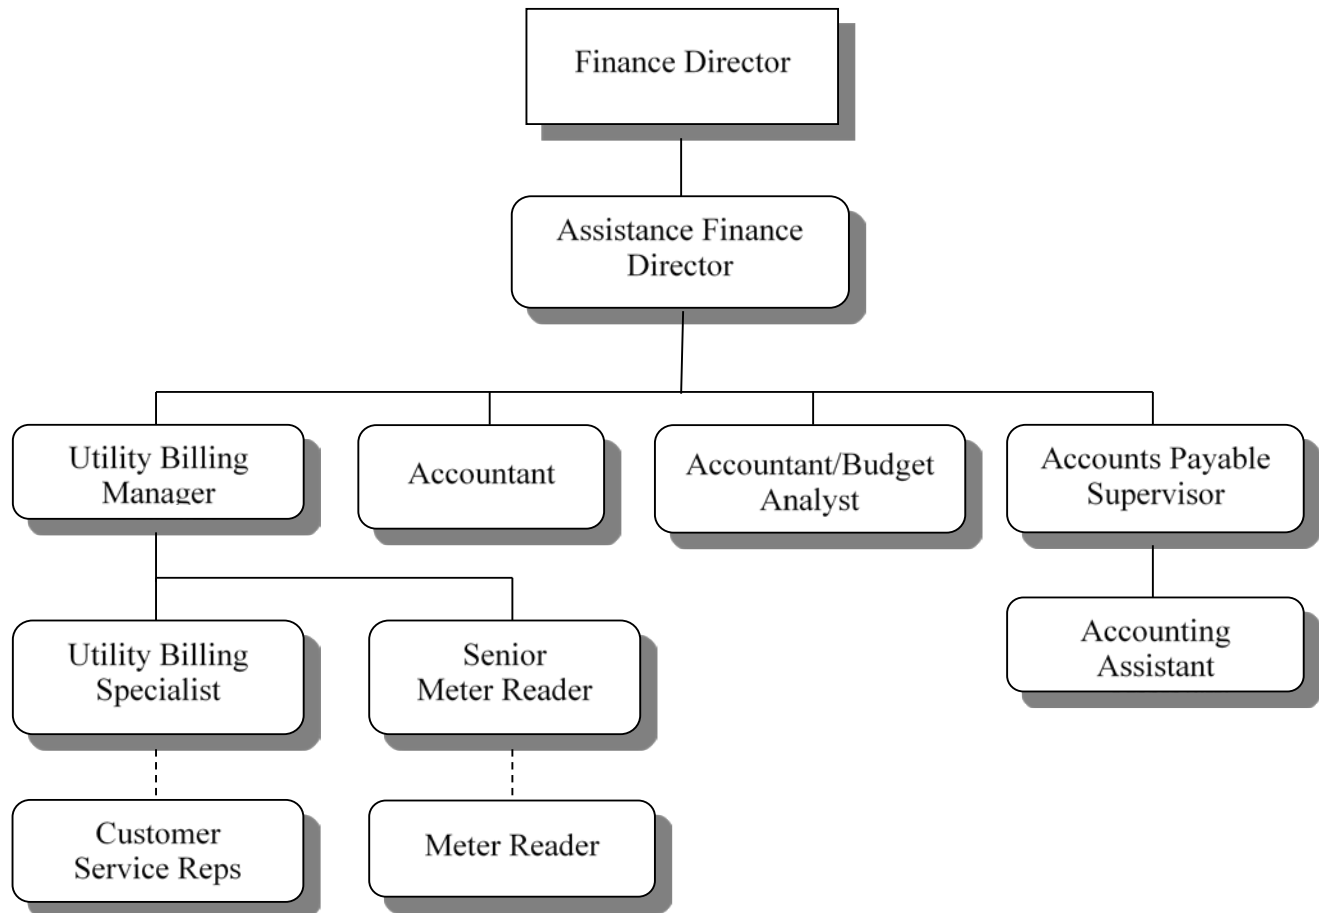 Finance Director
Assistance Finance
Director
Utility Billing
Manager
Accountant
Accountant/Budget
Analyst
Accounts Payable
Supervisor
Utility Billing
Specialist
Senior
Meter Reader
Accounting
Assistant
Customer
Service Reps
Meter Reader